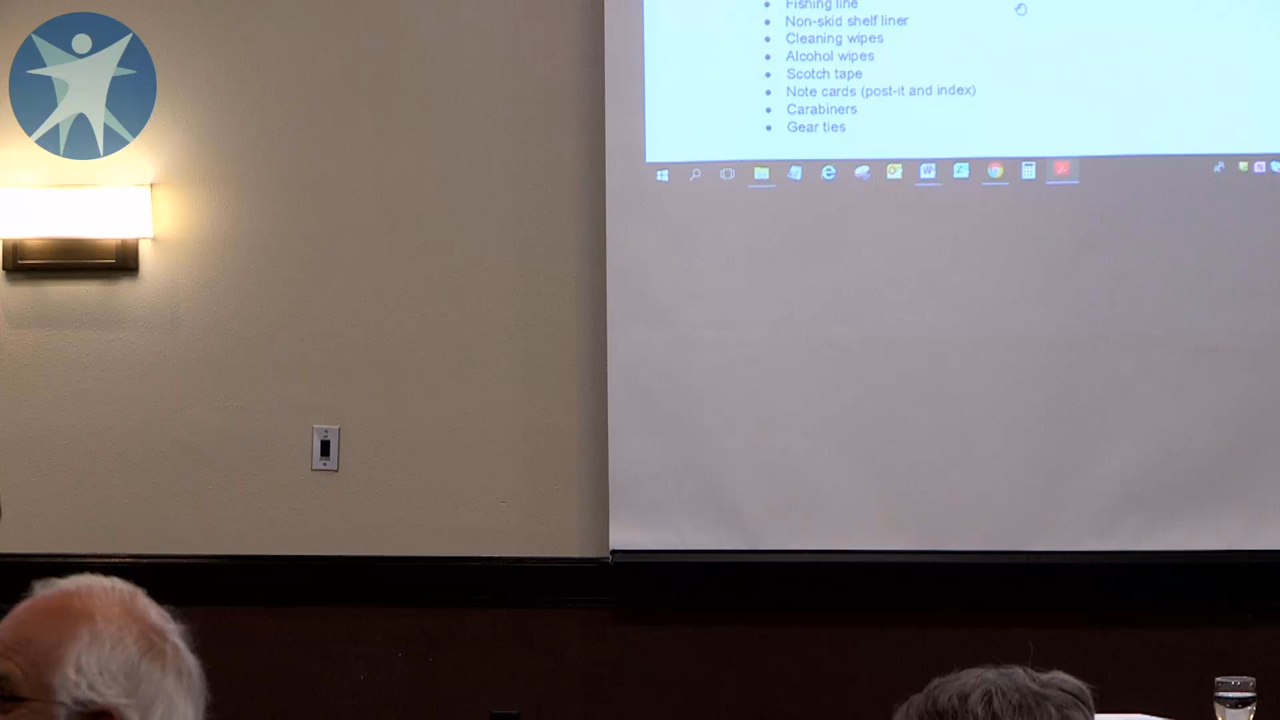 • Fishing line
• Non-skid shelf liner
• Cleaning wipes
• Alcohol wipes
• Scotch tape
• Note cards (post-it and index)
• Carabiners
• Gear ties